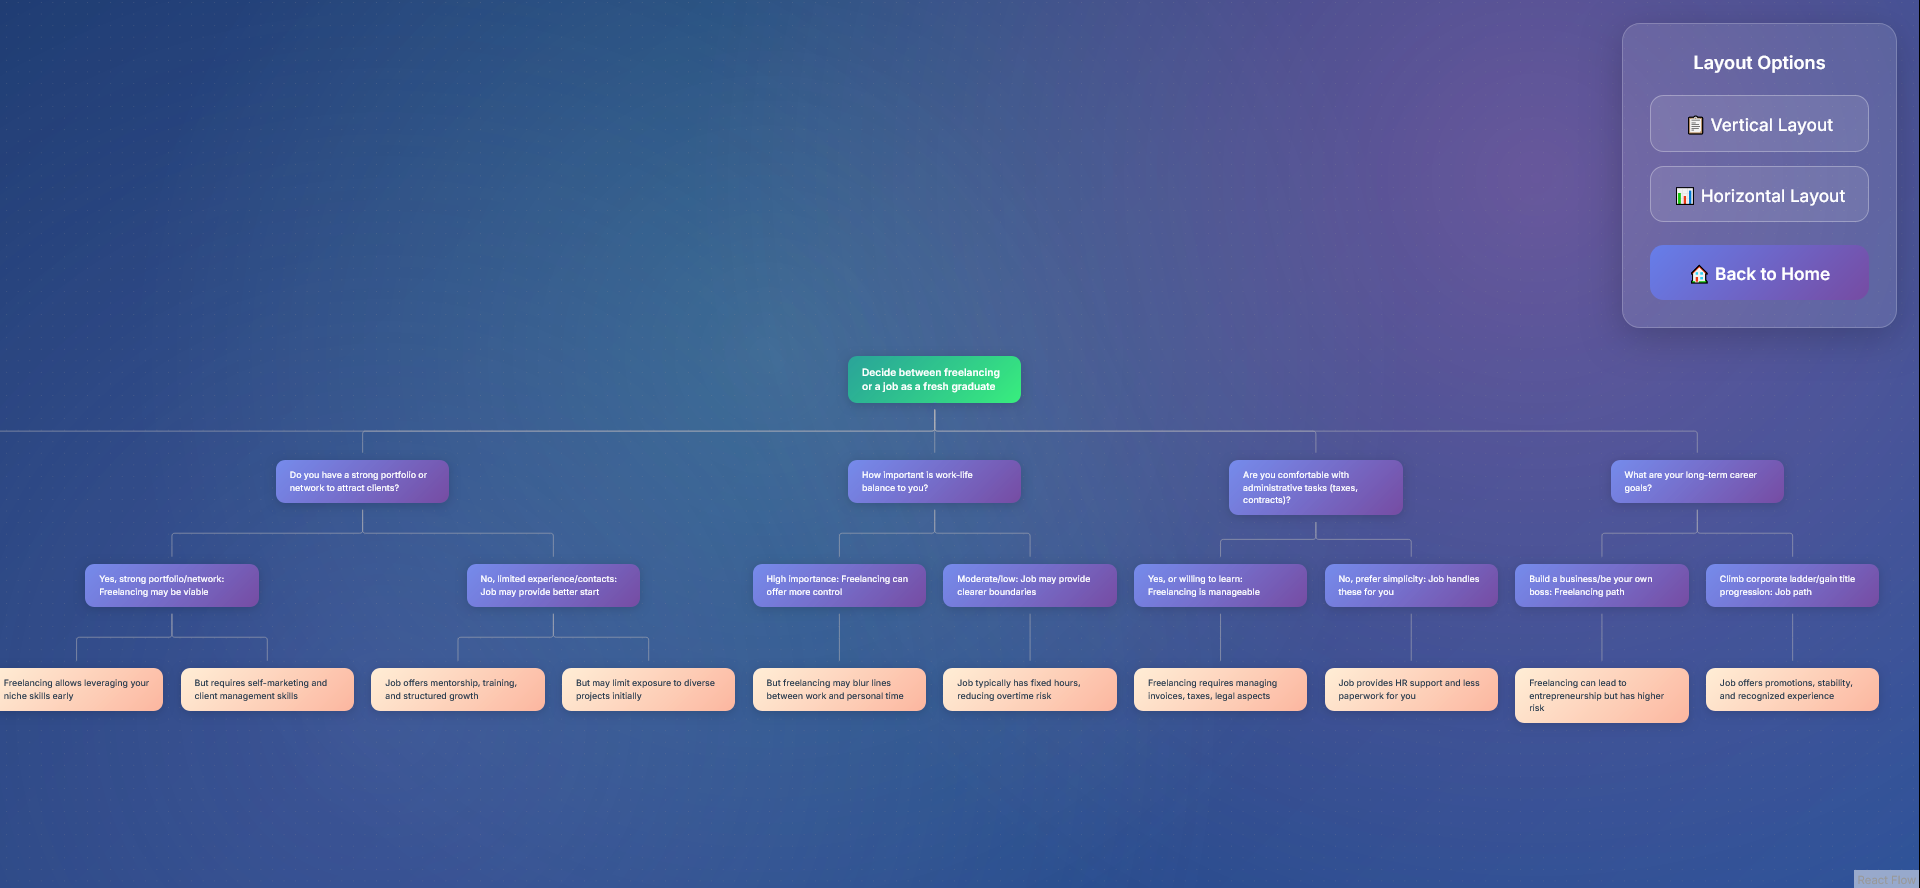 Layout Options
📋 Vertical Layout
📊 Horizontal Layout
🏠 Back to Home
Decide between freelancing
or a job as a fresh graduate
Do you have a strong portfolio or
network to attract clients?
How important is work-life
balance to you?
Are you comfortable with
administrative tasks (taxes,
contracts)?
What are your long-term career
goals?
Yes, strong portfolio/network:
Freelancing may be viable
No, limited experience/contacts:
Job may provide better start
High importance: Freelancing can
offer more control
Moderate/low: Job may provide
clearer boundaries
Yes, or willing to learn:
Freelancing is manageable
No, prefer simplicity: Job handles
these for you
Build a business/be your own
boss: Freelancing path
Climb corporate ladder/gain title
progression: Job path
Freelancing allows leveraging your
niche skills early
But requires self-marketing and
client management skills
Job offers mentorship, training,
and structured growth
But may limit exposure to diverse
projects initially
But freelancing may blur lines
between work and personal time
Job typically has fixed hours,
reducing overtime risk
Freelancing requires managing
invoices, taxes, legal aspects
Job provides HR support and less
paperwork for you
Freelancing can lead to
entrepreneurship but has higher
risk
Job offers promotions, stability,
and recognized experience
React Flow